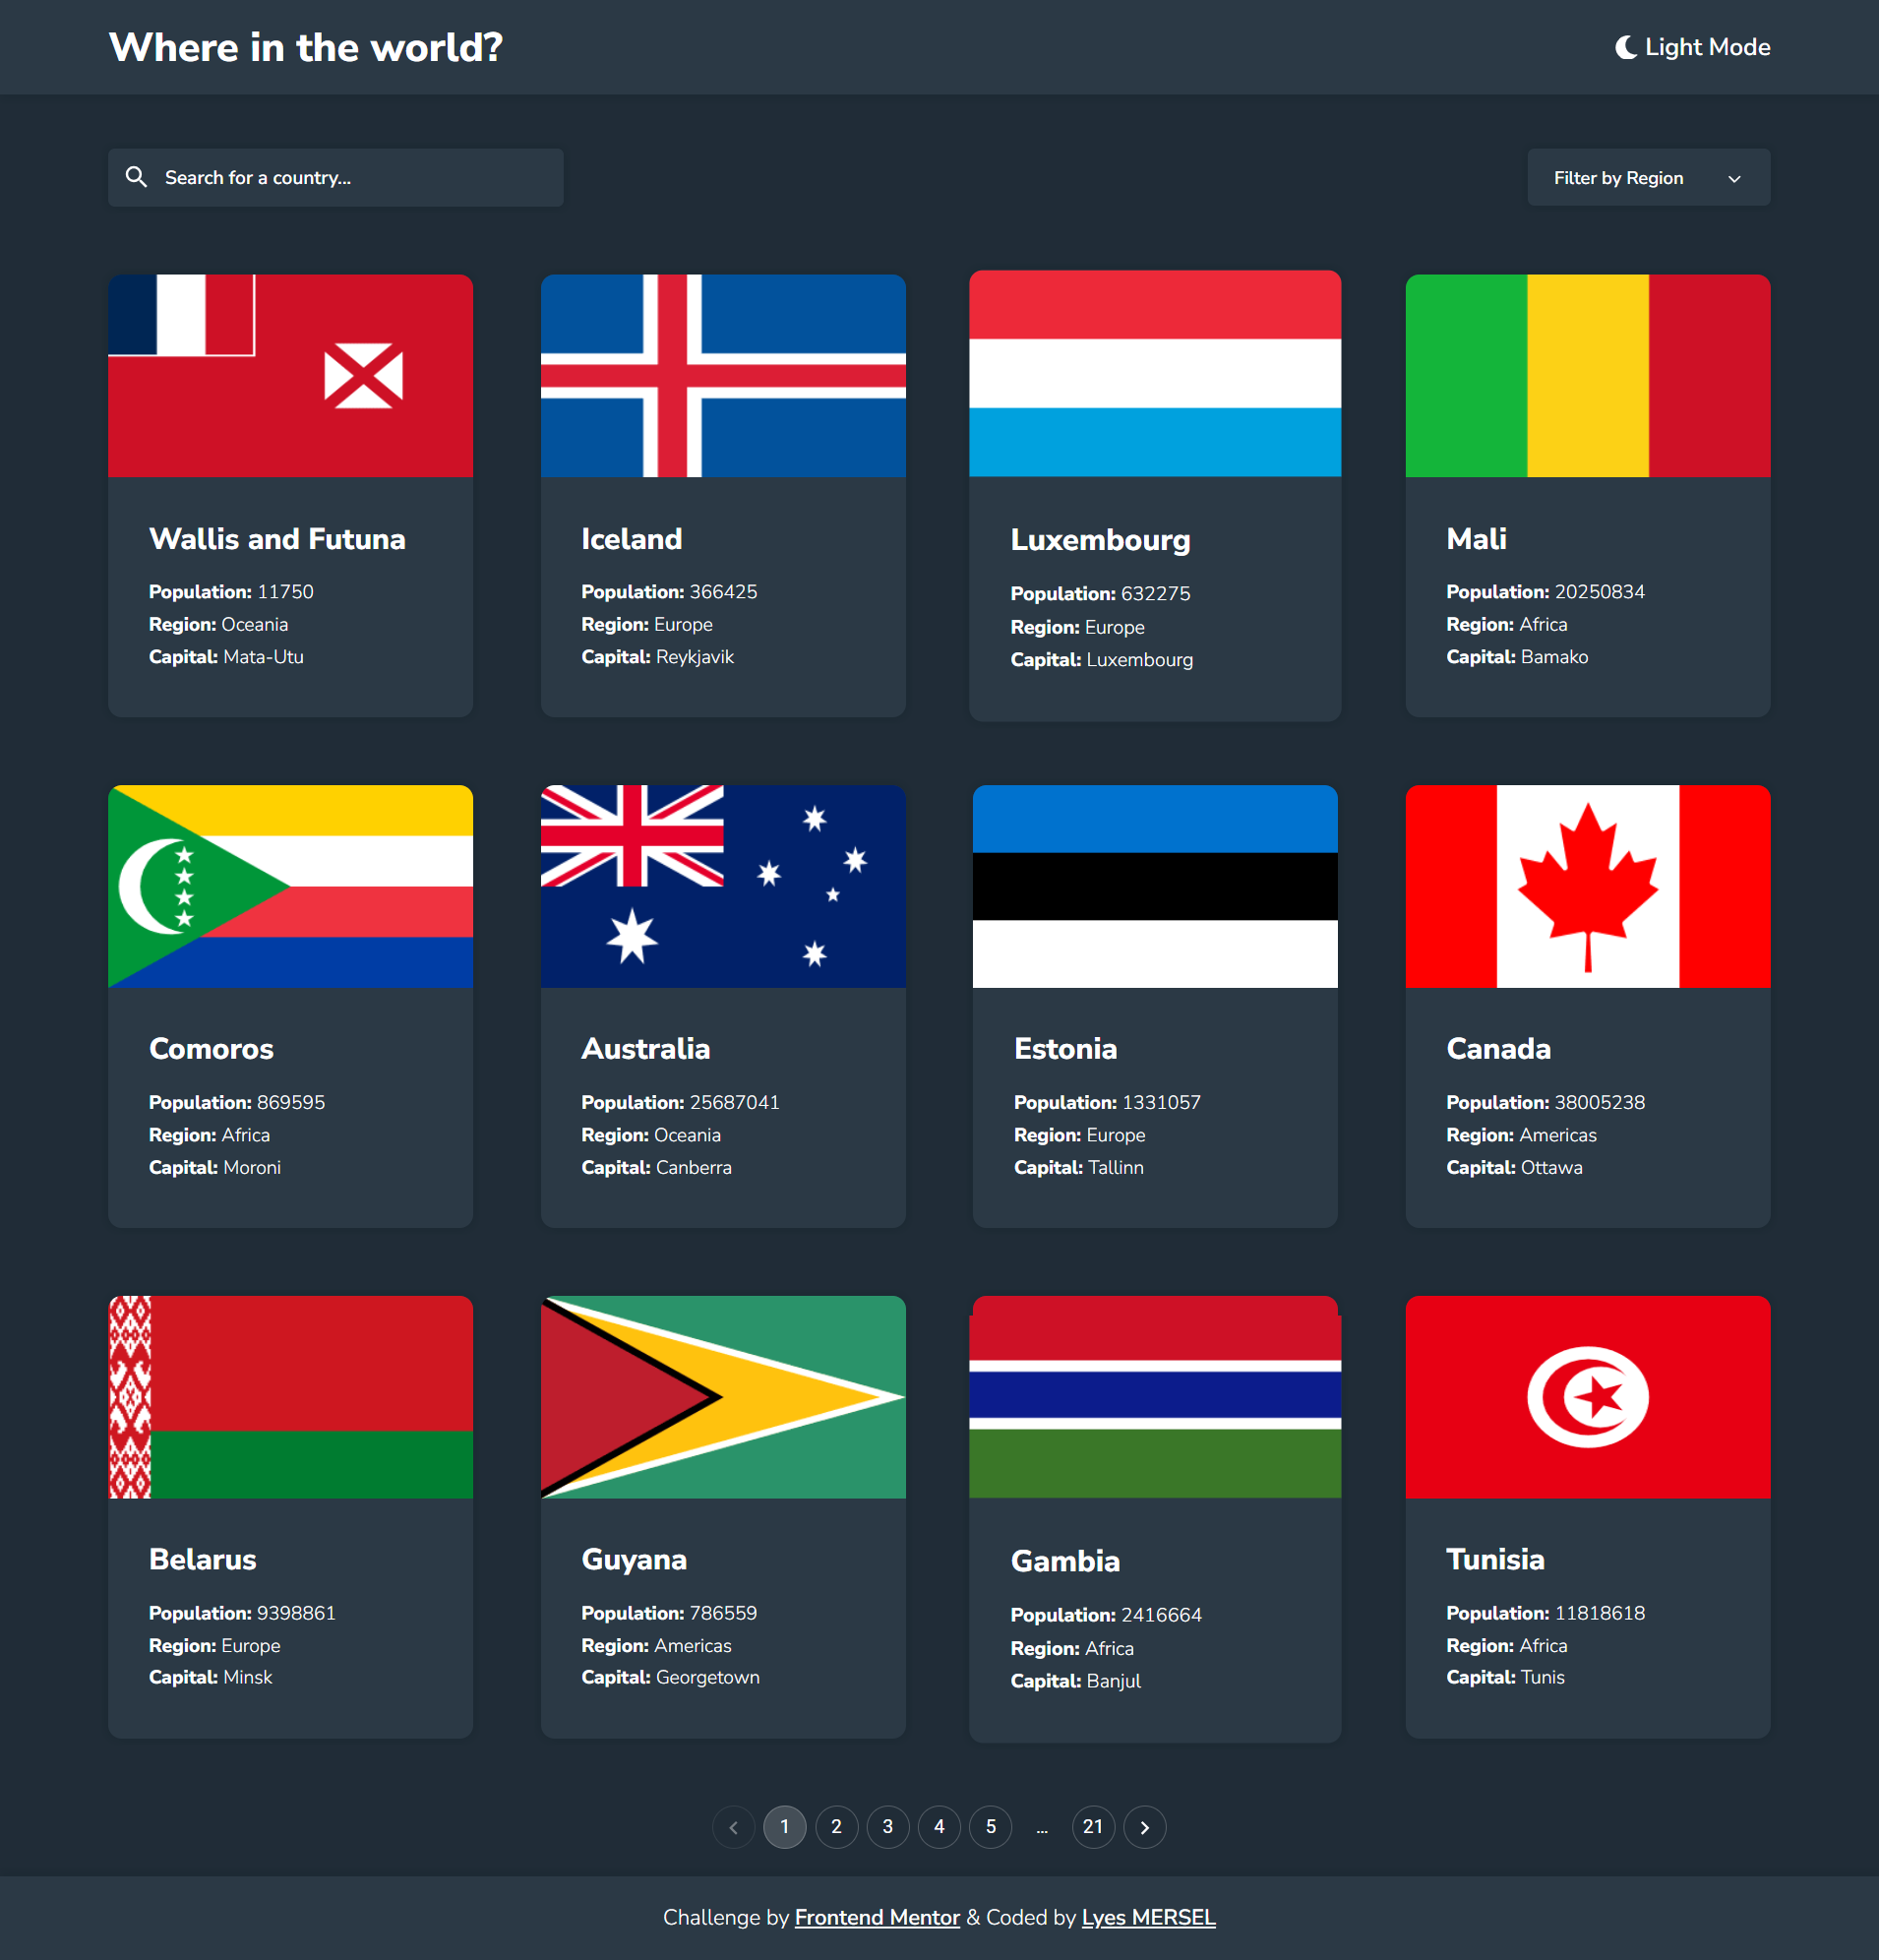 Where in the world?
Light Mode
Search for a country...
Filter by Region
Wallis and Futuna
Population: 11750
Region: Oceania
Capital: Mata-Utu
Iceland
Population: 366425
Region: Europe
Capital: Reykjavik
Luxembourg
Population: 632275
Region: Europe
Capital: Luxembourg
Mali
Population: 20250834
Region: Africa
Capital: Bamako
Comoros
Population: 869595
Region: Africa
Capital: Moroni
Australia
Population: 25687041
Region: Oceania
Capital: Canberra
Estonia
Population: 1331057
Region: Europe
Capital: Tallinn
Canada
Population: 38005238
Region: Americas
Capital: Ottawa
Belarus
Population: 9398861
Region: Europe
Capital: Minsk
Guyana
Population: 786559
Region: Americas
Capital: Georgetown
Gambia
Population: 2416664
Region: Africa
Capital: Banjul
Tunisia
Population: 11818618
Region: Africa
Capital: Tunis
1 2 3 4 5 ... 21
Challenge by Frontend Mentor & Coded by Lyes MERSEL